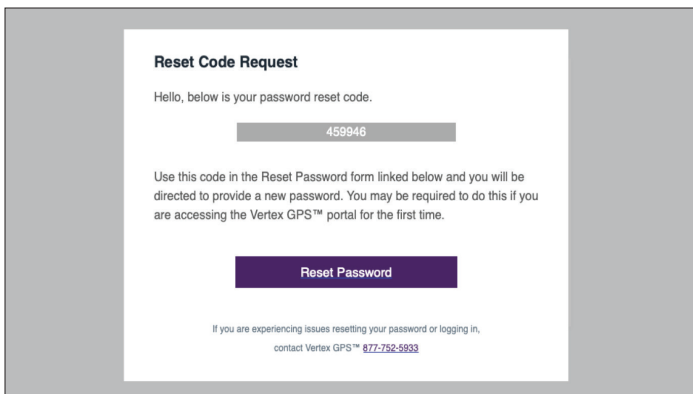 Reset Code Request
Hello, below is your password reset code.
459946
Use this code in the Reset Password form linked below and you will be
directed to provide a new password. You may be required to do this if you
are accessing the Vertex GPS™ portal for the first time.
Reset Password
If you are experiencing issues resetting your password or logging in,
contact Vertex GPS™ 877-752-5933